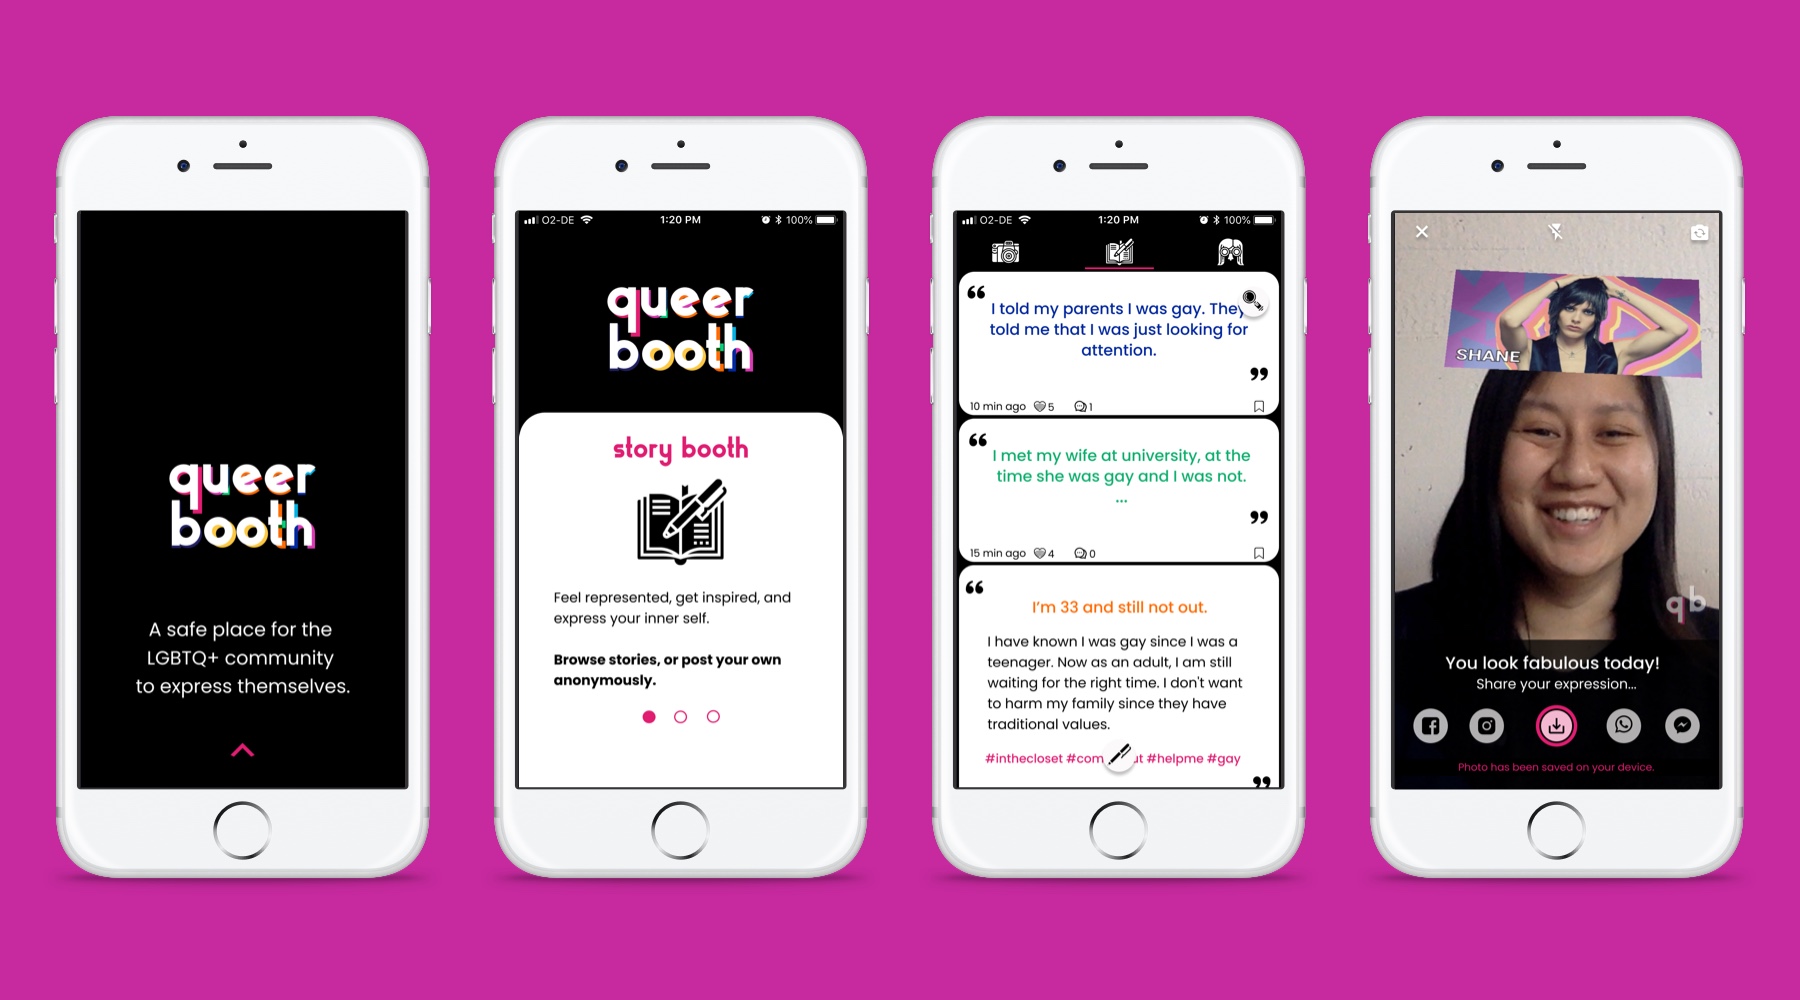 queer
booth
A safe place for the
LGBTQ+ community
to express themselves.
O2-DE
1:20 PM
100%
queer
booth
story booth
Feel represented, get inspired, and
express your inner self.
Browse stories, or post your own
anonymously.
O2-DE
1:20 PM
100%
“
I told my parents I was gay. They
told me that I was just looking for
attention.
”
10 min ago 5 1
“
I met my wife at university, at the
time she was gay and I was not.
...
”
15 min ago 4 0
“
I’m 33 and still not out.
I have known I was gay since I was a
teenager. Now as an adult, I am still
waiting for the right time. I don't want
to harm my family since they have
traditional values.
#inthecloset #helpme #gay
”
SHANE
qb
You look fabulous today!
Share your expression...
Photo has been saved on your device.